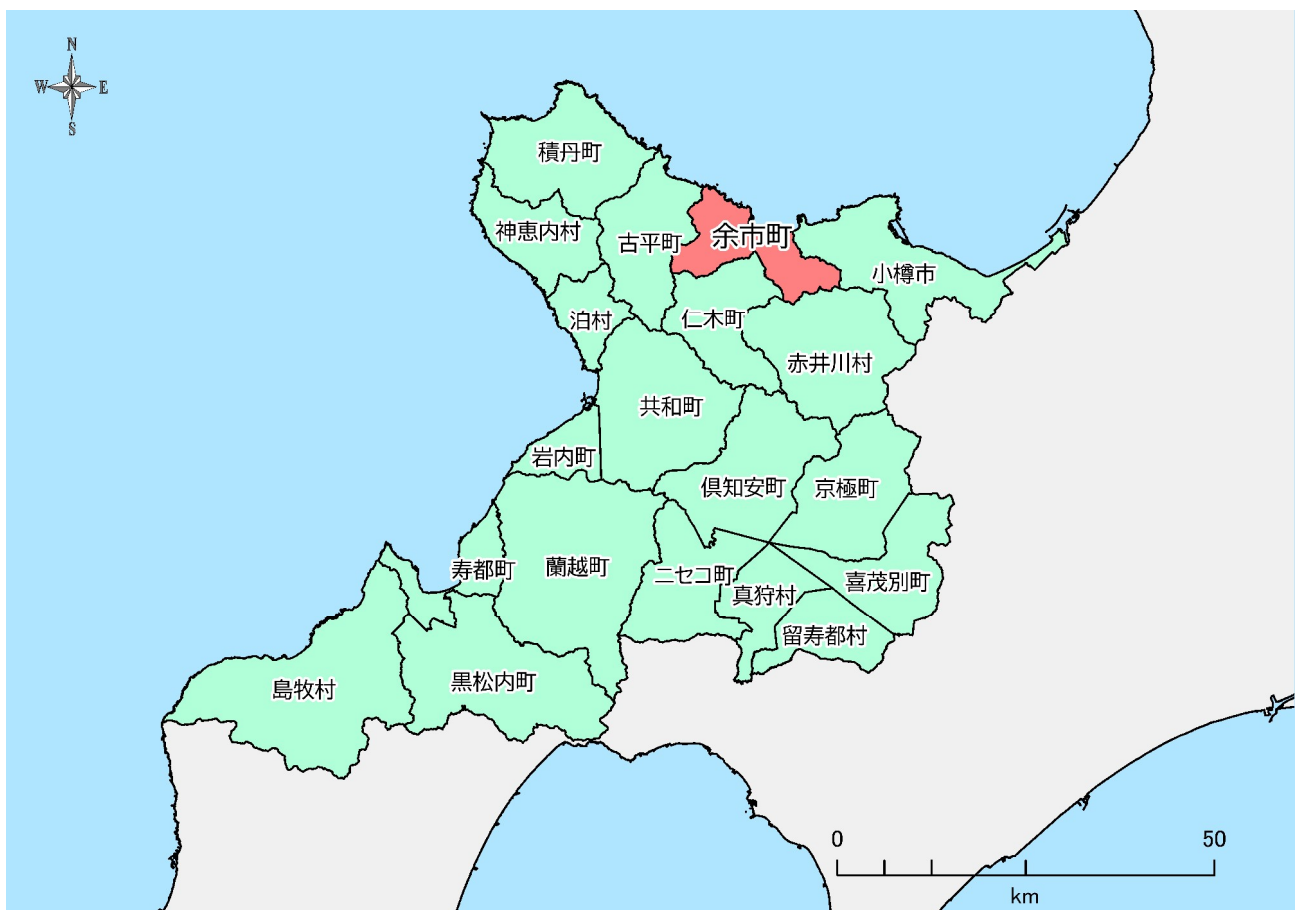 N
W
E
S
積丹町
神恵内村
古平町
余市町
小樽市
泊村
仁木町
赤井川村
共和町
岩内町
倶知安町
京極町
寿都町
蘭越町
ニセコ町
真狩村
喜茂別町
留寿都村
島牧村
黒松内町
0
50
km